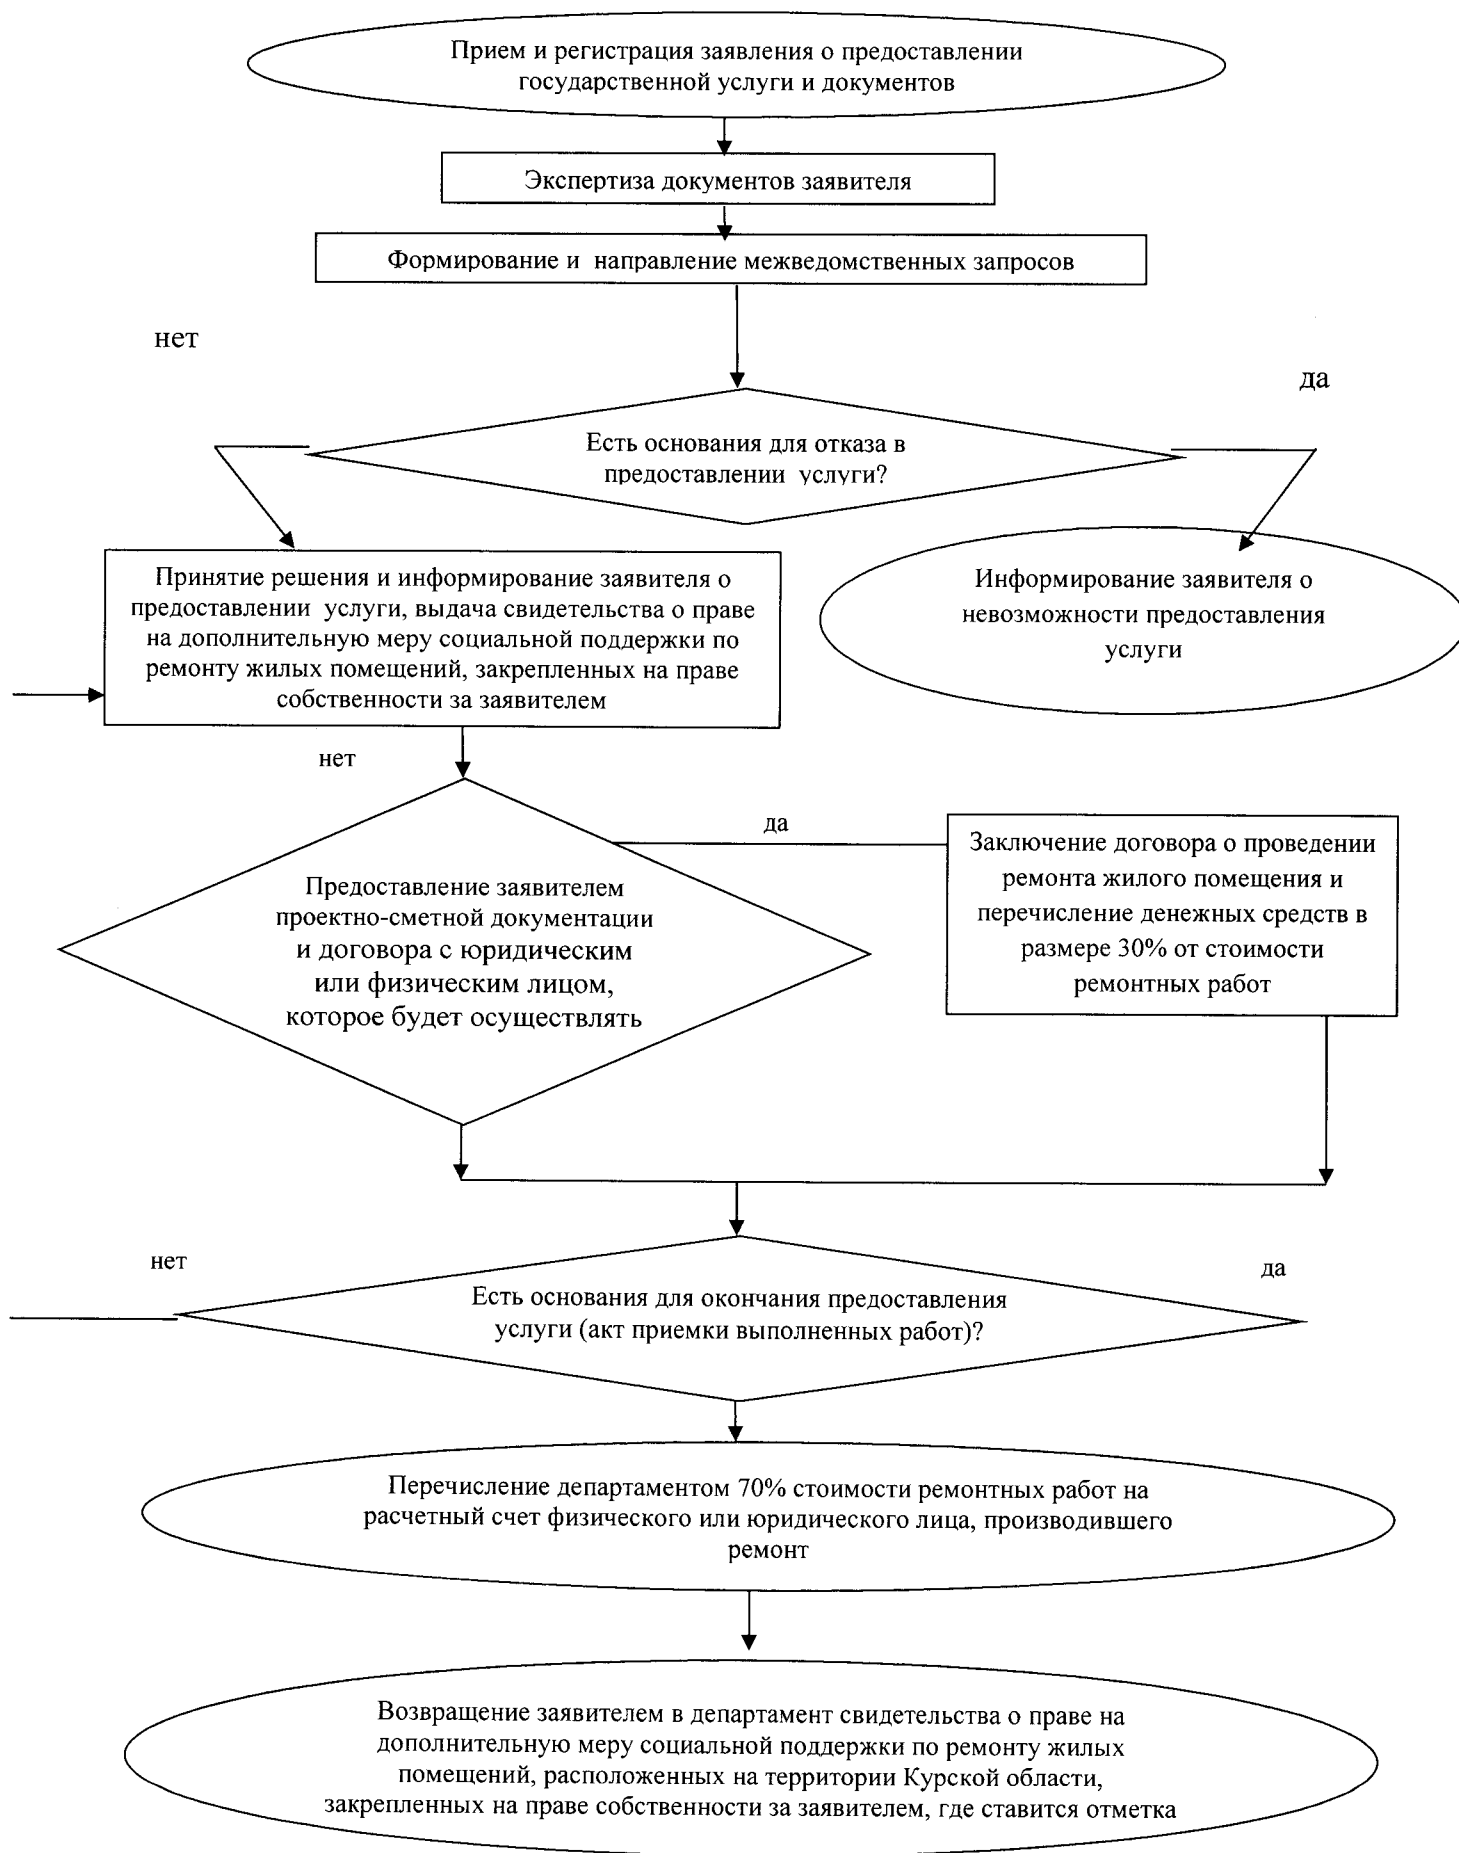 Прием и регистрация заявления о предоставлении
государственной услуги и документов
Экспертиза документов заявителя
Формирование и направление межведомственных запросов
нет
да
Есть основания для отказа в
предоставлении услуги?
Принятие решения и информирование заявителя о
предоставлении услуги, выдача свидетельства о праве
на дополнительную меру социальной поддержки по
ремонту жилых помещений, закрепленных на праве
собственности за заявителем
Информирование заявителя о
невозможности предоставления
услуги
нет
да
Предоставление заявителем
проектно-сметной документации
и договора с юридическим
или физическим лицом,
которое будет осуществлять
Заключение договора о проведении
ремонта жилого помещения и
перечисление денежных средств в
размере 30% от стоимости
ремонтных работ
нет
да
Есть основания для окончания предоставления
услуги (акт приемки выполненных работ)?
Перечисление департаментом 70% стоимости ремонтных работ на
расчетный счет физического или юридического лица, производившего
ремонт
Возвращение заявителем в департамент свидетельства о праве на
дополнительную меру социальной поддержки по ремонту жилых
помещений, расположенных на территории Курской области,
закрепленных на праве собственности за заявителем, где ставится отметка